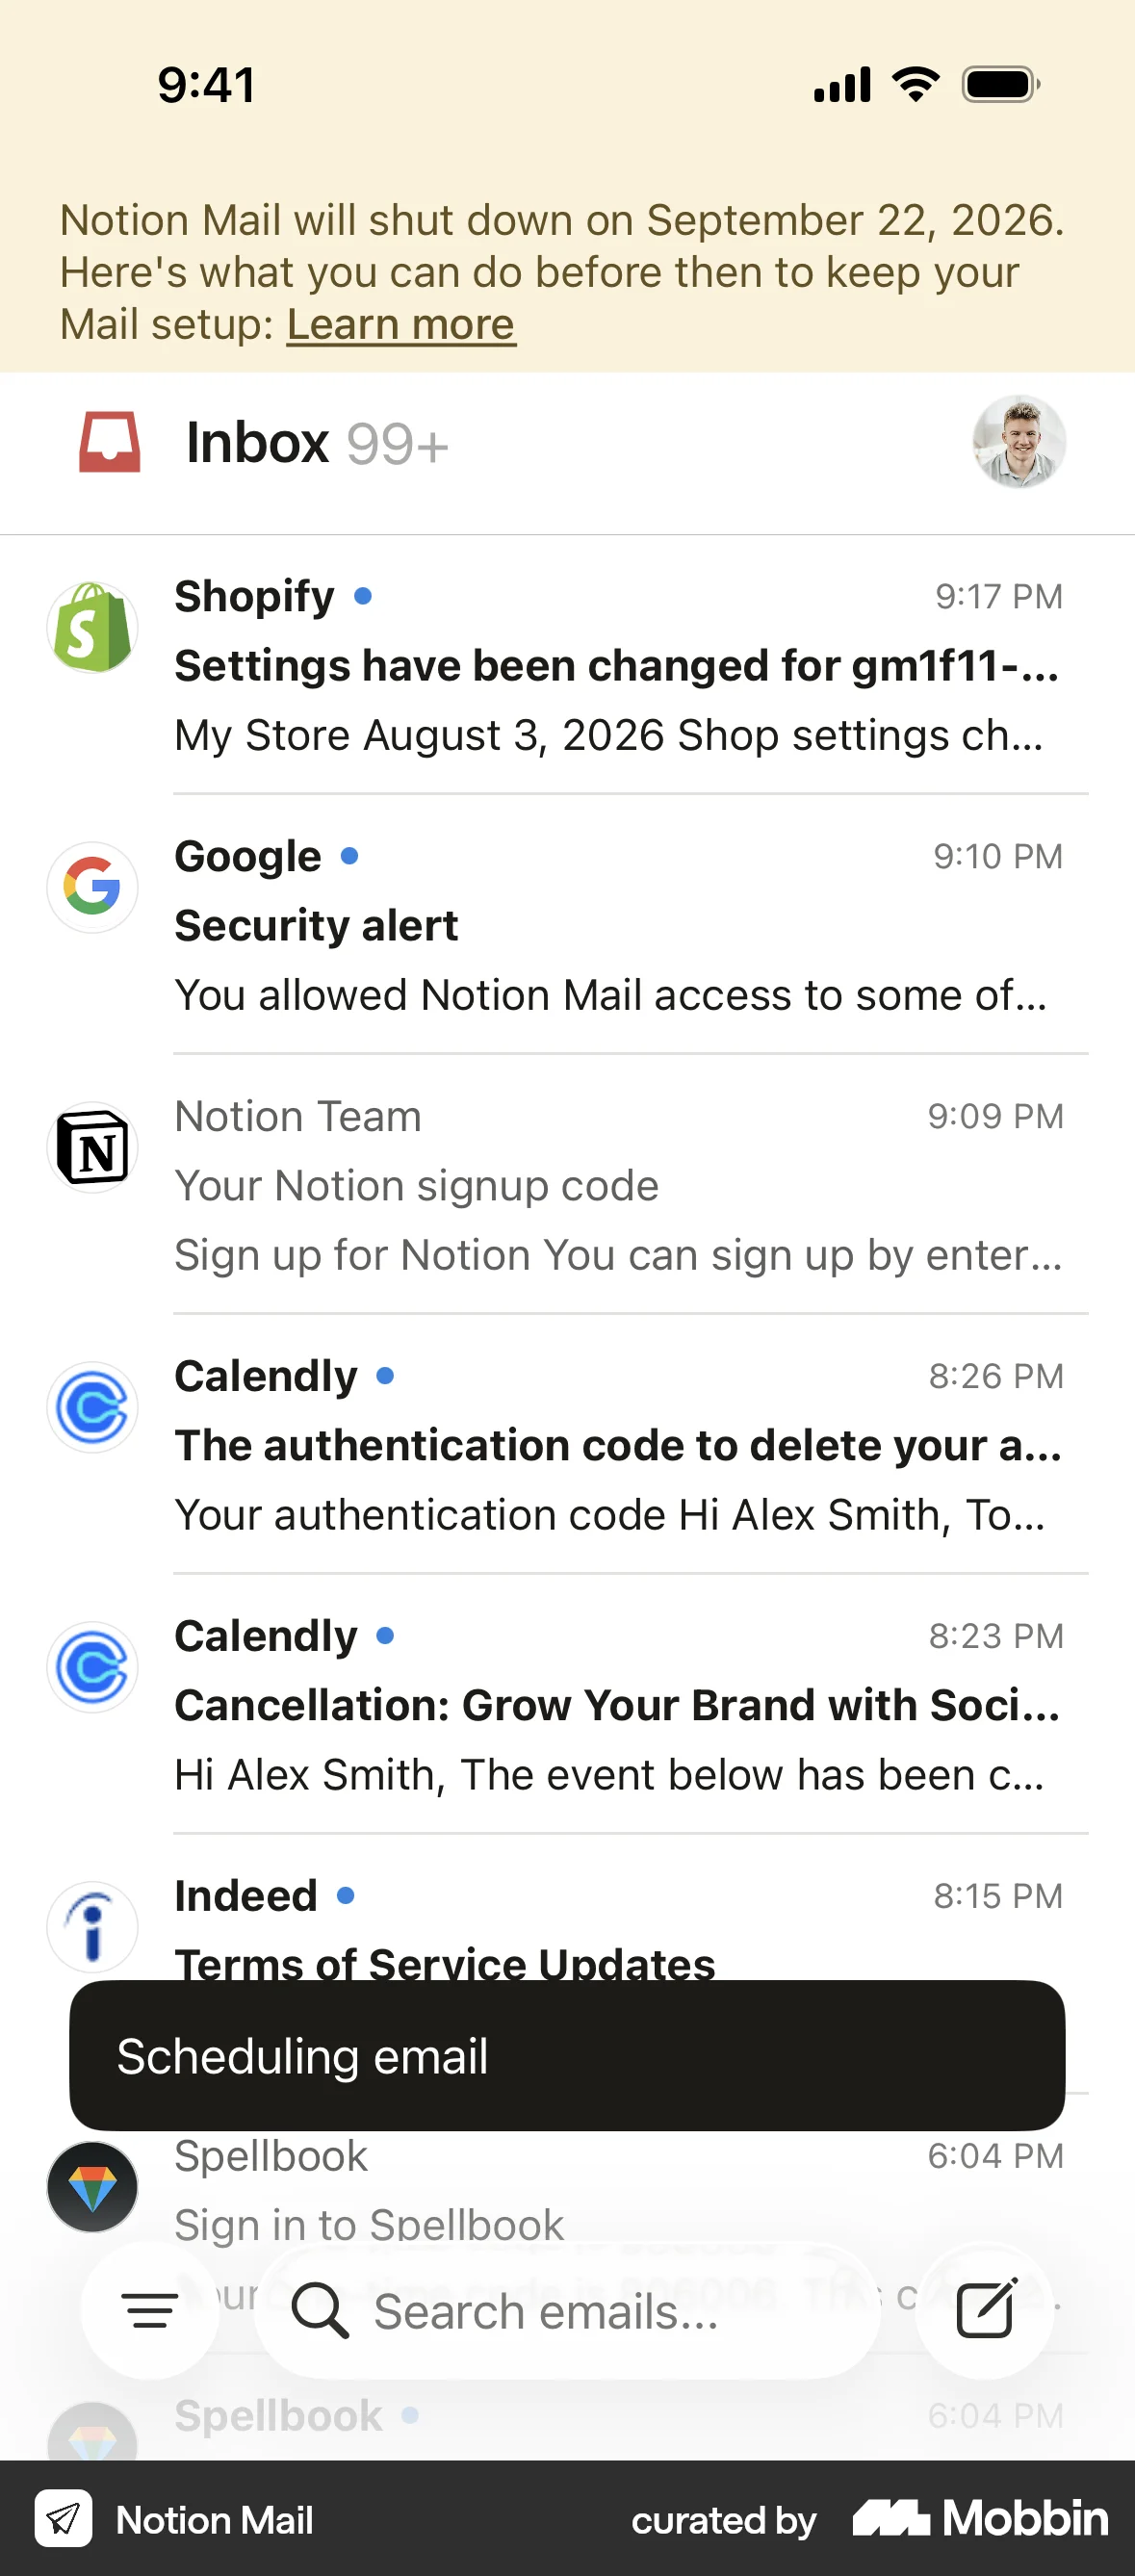 9:41
Notion Mail will shut down on September 22, 2026.
Here's what you can do before then to keep your
Mail setup: Learn more
Inbox 99+
Shopify 9:17 PM
Settings have been changed for gm1f11-...
My Store August 3, 2026 Shop settings ch...
Google 9:10 PM
Security alert
You allowed Notion Mail access to some of...
Notion Team 9:09 PM
Your Notion signup code
Sign up for Notion You can sign up by enter...
Calendly 8:26 PM
The authentication code to delete your a...
Your authentication code Hi Alex Smith, To...
Calendly 8:23 PM
Cancellation: Grow Your Brand with Soci...
Hi Alex Smith, The event below has been c...
Indeed 8:15 PM
Terms of Service Updates
Scheduling email
Spellbook 6:04 PM
Sign in to Spellbook
Search emails...
Spellbook 6:04 PM
Notion Mail curated by Mobbin